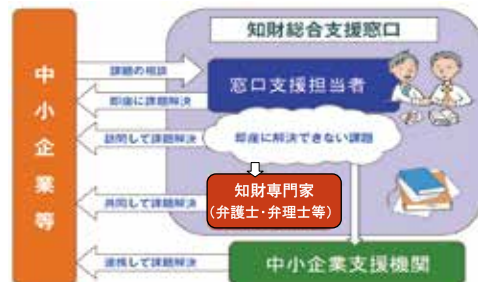 知財総合支援窓口
中小企業等
課題の相談
窓口支援担当者
即座に課題解決
訪問して課題解決
即座に解決できない課題
知財専門家
(弁護士・弁理士等)
共同して課題解決
連携して課題解決
中小企業支援機関